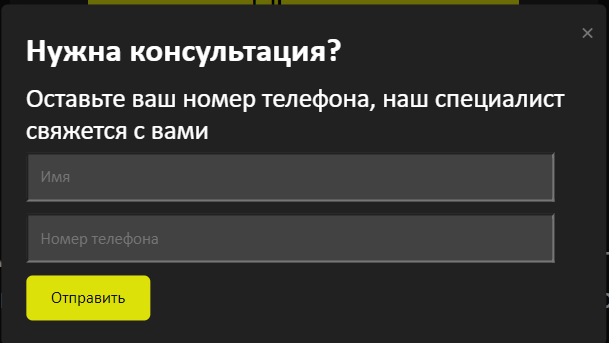 ×
Нужна консультация?
Оставьте ваш номер телефона, наш специалист
свяжется с вами
Имя
Номер телефона
Отправить